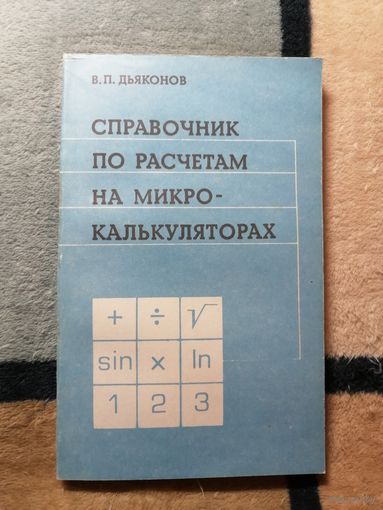 В. П. ДЬЯКОНОВ
СПРАВОЧНИК
ПО РАСЧЕТАМ
НА МИКРО-
КАЛЬКУЛЯТОРАХ
+ ÷ √
sin x ln
1 2 3